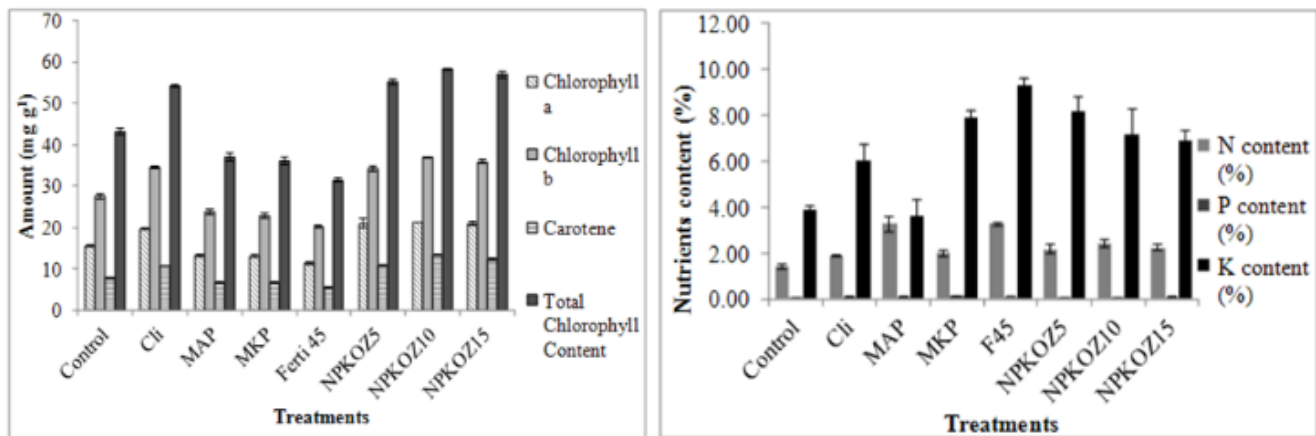 70
60
50
40
30
20
10
0
Amount (mg g¹)
Control
Cli
MAP
MKP
Ferti 45
NPKOZ5
NPKOZ10
NPKOZ15
Treatments
Chlorophyll
a
Chlorophyll
b
Carotene
Total
Chlorophyll
Content
12.00
10.00
8.00
6.00
4.00
2.00
0.00
Nutrients content (%)
Control
Cli
MAP
MKP
F45
NPKOZ5
NPKOZ10
NPKOZ15
Treatments
N content
(%)
P content
(%)
K content
(%)